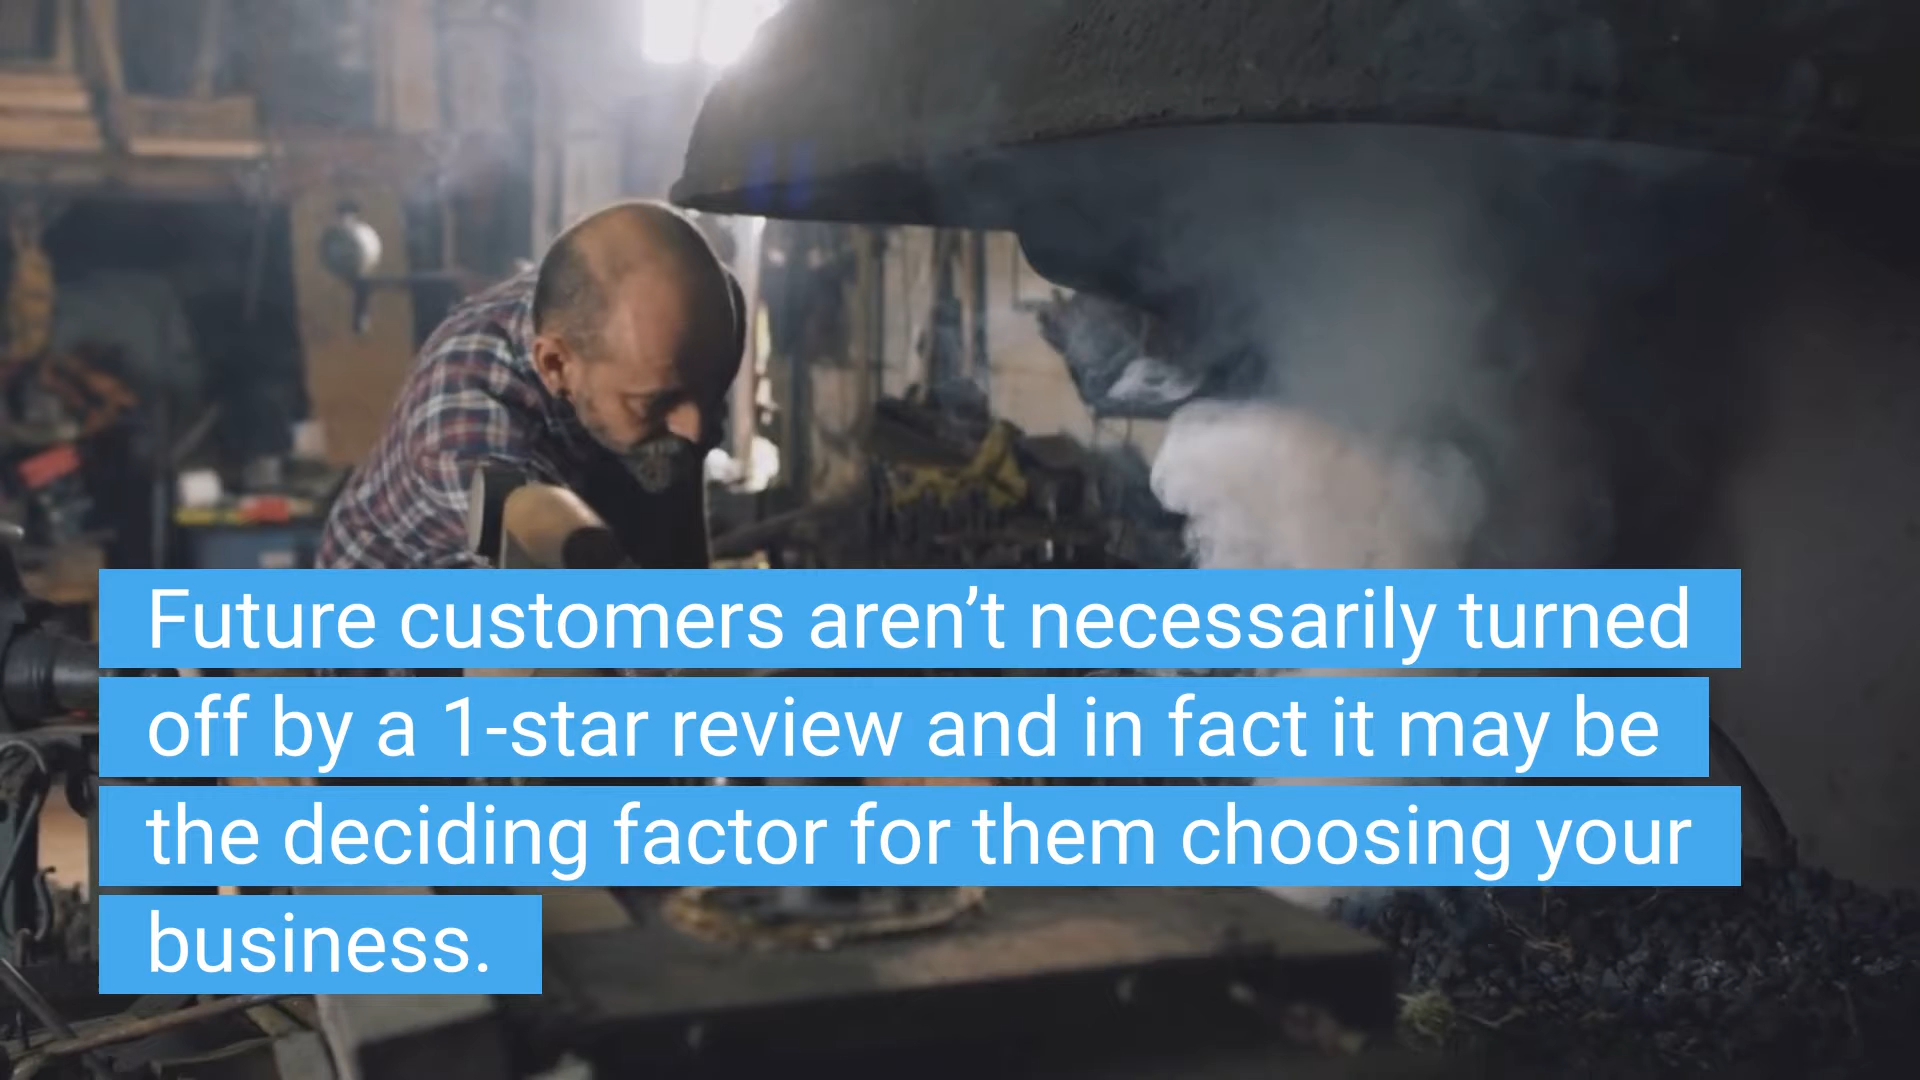 Future customers aren’t necessarily turned
off by a 1-star review and in fact it may be
the deciding factor for them choosing your
business.